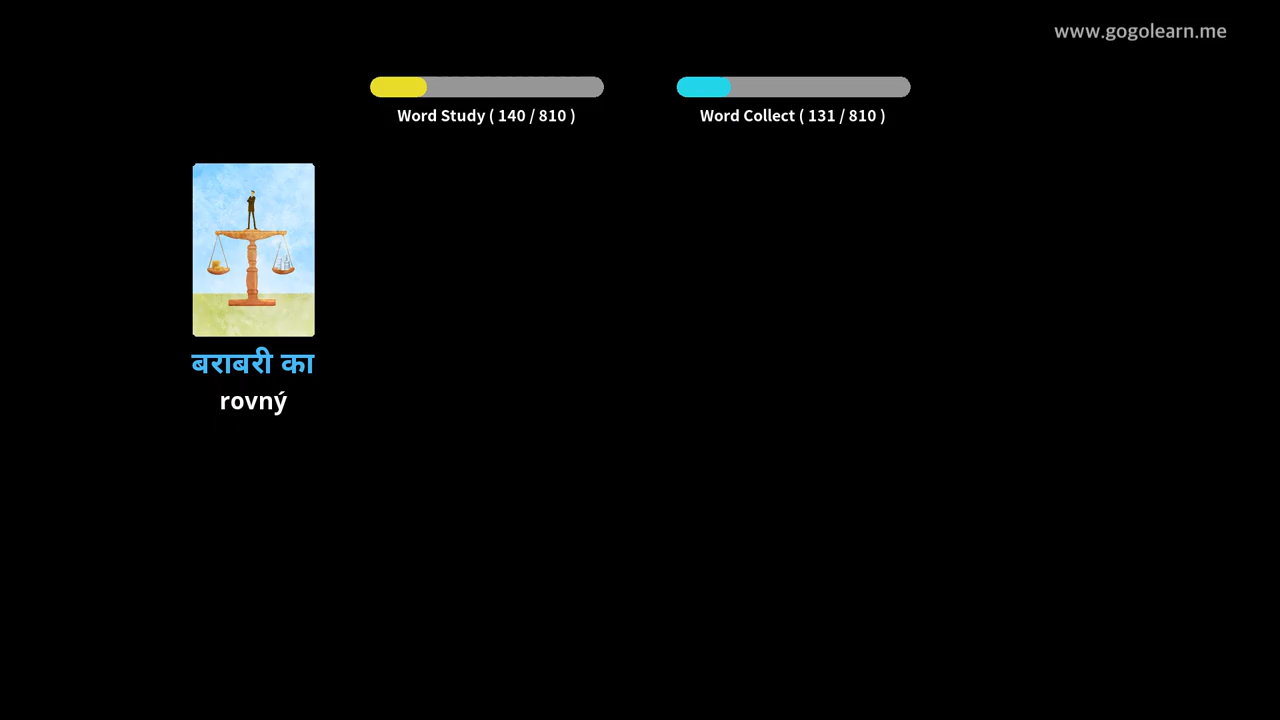 www.gogolearn.me
Word Study ( 140 / 810 )
Word Collect ( 131 / 810 )
बराबरी का
rovný